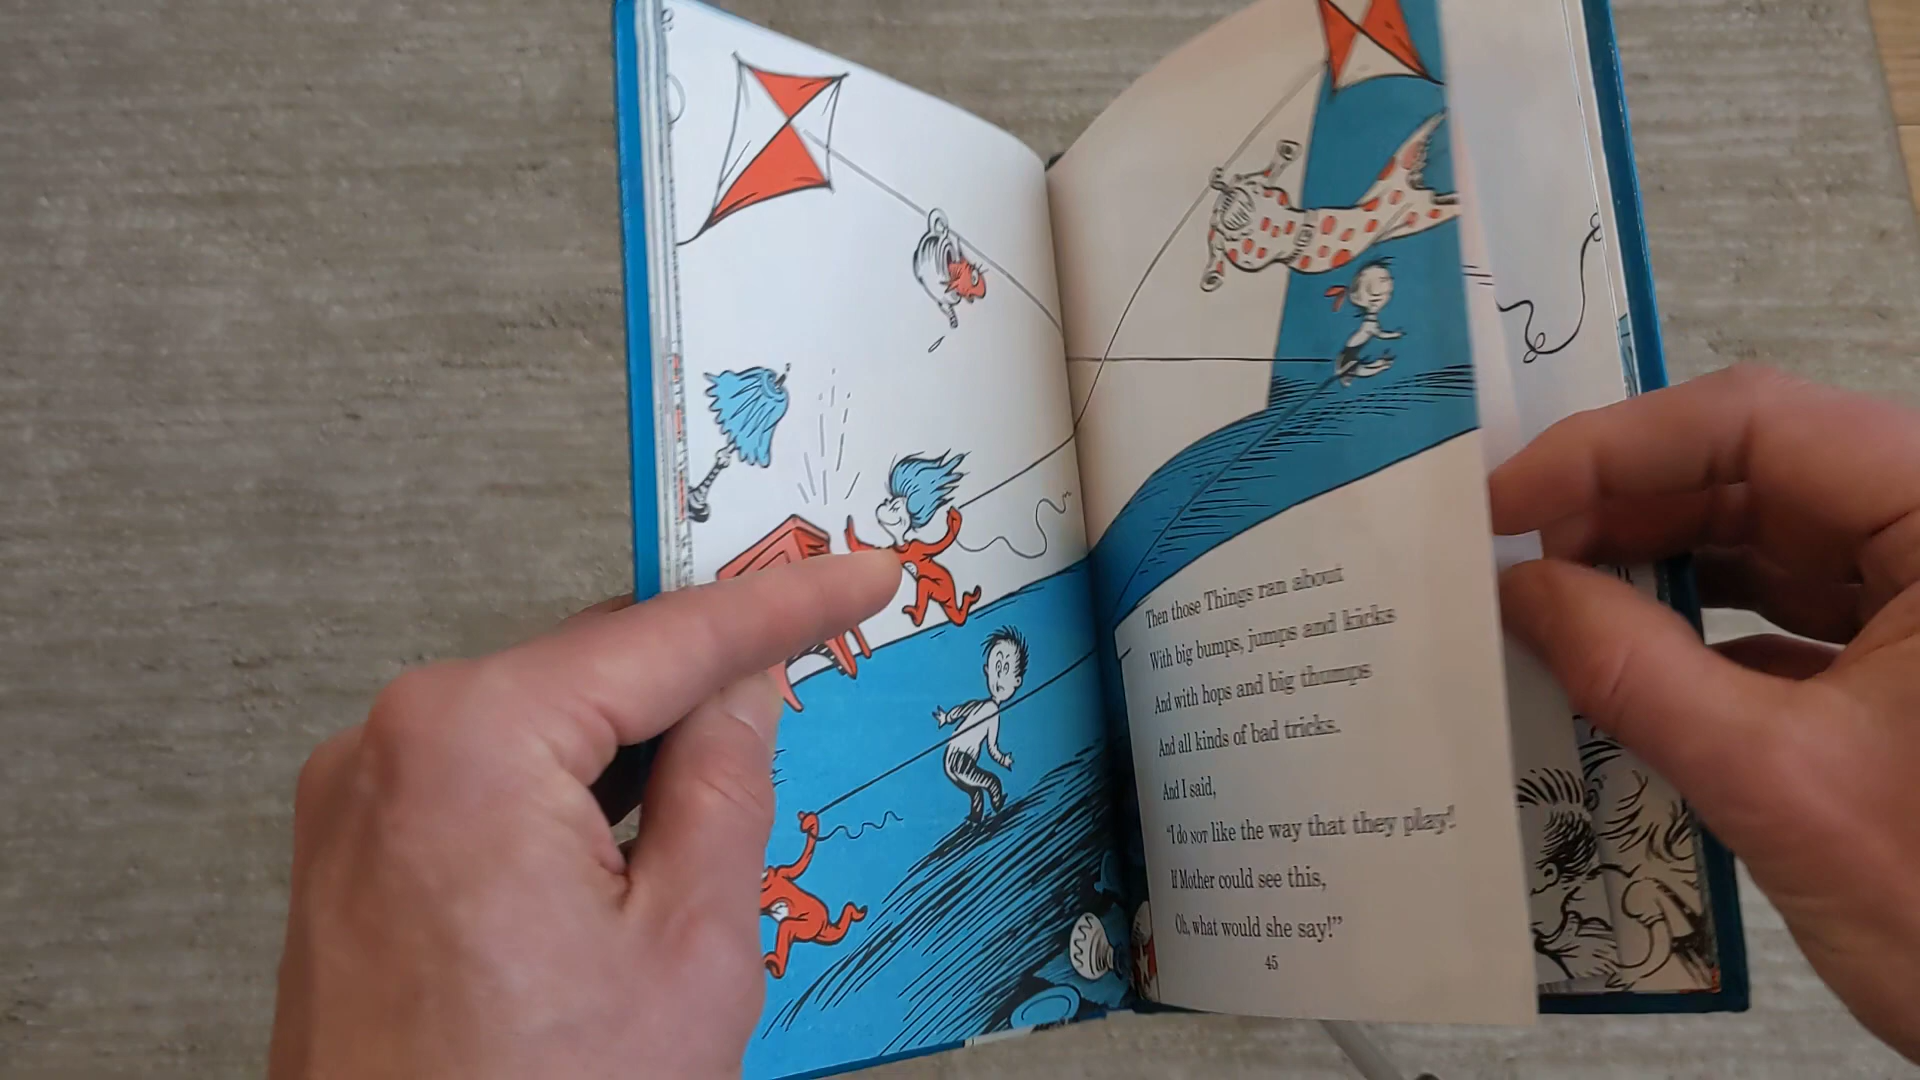 Then those Things ran about
With big bumps, jumps and kicks
And with hops and big thumps
And all kinds of bad tricks.
And I said,
"I do NOT like the way that they play!
If Mother could see this,
Oh, what would she say!"
45